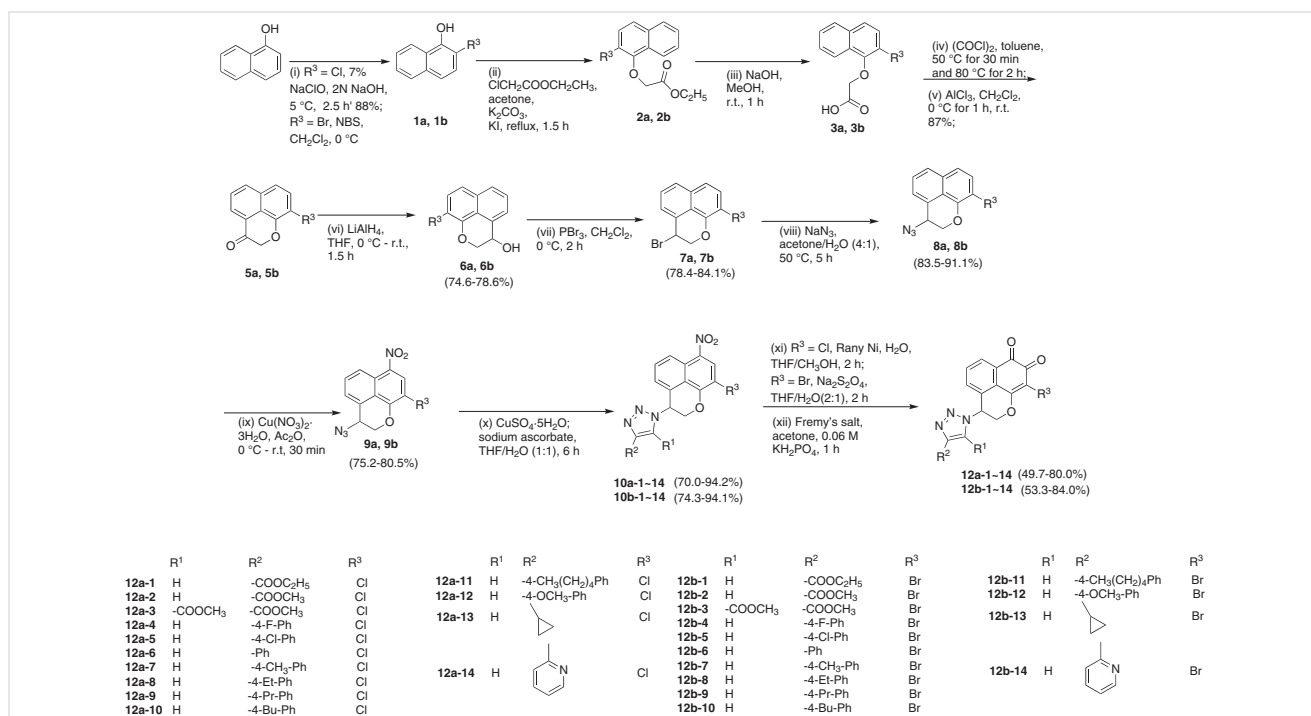 OH
(i) R3 = Cl, 7%
NaClO, 2N NaOH,
5 °C, 2.5 h' 88%;
R3 = Br, NBS,
CH2Cl2, 0 °C
OH
R3
1a, 1b
(ii)
ClCH2COOCH2CH3,
acetone,
K2CO3,
KI, reflux, 1.5 h
R3
O
O
OC2H5
2a, 2b
(iii) NaOH,
MeOH,
r.t., 1 h
R3
O
HO
O
3a, 3b
(iv) (COCl)2, toluene,
50 °C for 30 min
and 80 °C for 2 h;
(v) AlCl3, CH2Cl2,
0 °C for 1 h, r.t.
87%;
R3
O
O
5a, 5b
(vi) LiAlH4,
THF, 0 °C - r.t.,
1.5 h
R3
O
OH
6a, 6b
(74.6-78.6%)
(vii) PBr3, CH2Cl2,
0 °C, 2 h
R3
O
Br
7a, 7b
(78.4-84.1%)
(viii) NaN3,
acetone/H2O (4:1),
50 °C, 5 h
R3
O
N3
8a, 8b
(83.5-91.1%)
(ix) Cu(NO3)2·
3H2O, Ac2O,
0 °C - r.t, 30 min
NO2
R3
O
N3
9a, 9b
(75.2-80.5%)
(x) CuSO4·5H2O;
sodium ascorbate,
THF/H2O (1:1), 6 h
NO2
R3
O
N N
N
R1
R2
10a-1~14 (70.0-94.2%)
10b-1~14 (74.3-94.1%)
(xi) R3 = Cl, Rany Ni, H2O,
THF/CH3OH, 2 h;
R3 = Br, Na2S2O4,
THF/H2O(2:1), 2 h
(xii) Fremy's salt,
acetone, 0.06 M
KH2PO4, 1 h
O
O
R3
O
N N
N
R1
R2
12a-1~14 (49.7-80.0%)
12b-1~14 (53.3-84.0%)
R1 R2 R3
12a-1 H -COOC2H5 Cl
12a-2 H -COOCH3 Cl
12a-3 -COOCH3 -COOCH3 Cl
12a-4 H -4-F-Ph Cl
12a-5 H -4-Cl-Ph Cl
12a-6 H -Ph Cl
12a-7 H -4-CH3-Ph Cl
12a-8 H -4-Et-Ph Cl
12a-9 H -4-Pr-Ph Cl
12a-10 H -4-Bu-Ph Cl
R1 R2 R3
12a-11 H -4-CH3(CH2)4Ph Cl
12a-12 H -4-OCH3-Ph Cl
12a-13 H Cl
12a-14 H N Cl
R1 R2 R3
12b-1 H -COOC2H5 Br
12b-2 H -COOCH3 Br
12b-3 -COOCH3 -COOCH3 Br
12b-4 H -4-F-Ph Br
12b-5 H -4-Cl-Ph Br
12b-6 H -Ph Br
12b-7 H -4-CH3-Ph Br
12b-8 H -4-Et-Ph Br
12b-9 H -4-Pr-Ph Br
12b-10 H -4-Bu-Ph Br
R1 R2 R3
12b-11 H -4-CH3(CH2)4Ph Br
12b-12 H -4-OCH3-Ph Br
12b-13 H Br
12b-14 H N Br